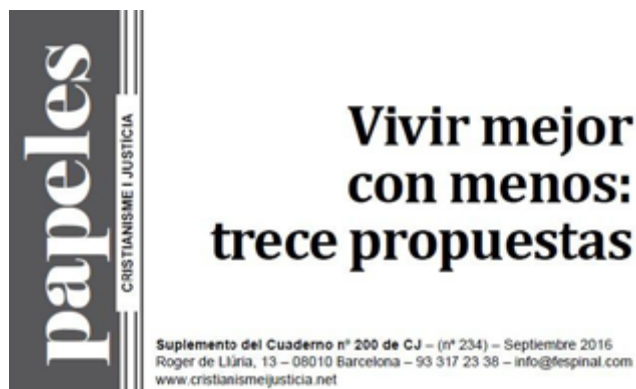 papeles
CRISTIANISME I JUSTÍCIA
Vivir mejor
con menos:
trece propuestas
Suplemento del Cuaderno nº 200 de CJ – (nº 234) – Septiembre 2016
Roger de Llúria, 13 – 08010 Barcelona – 93 317 23 38 – info@fespinal.com
www.cristianismeijusticia.net